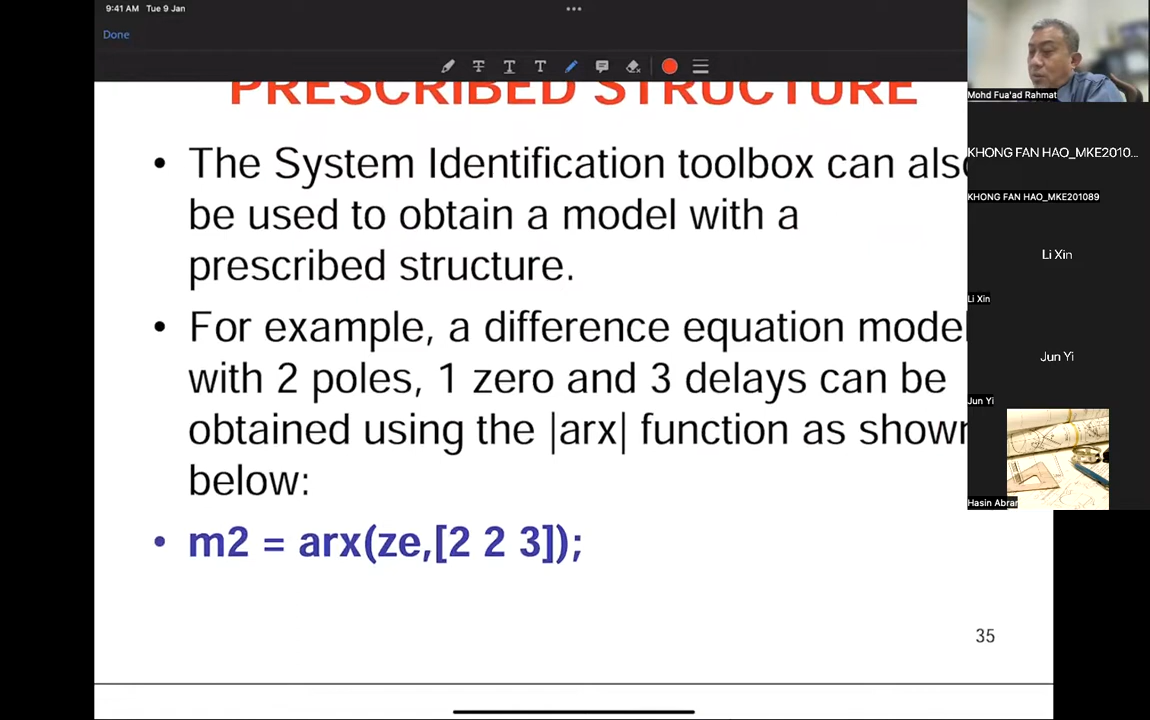 9:41 AM Tue 9 Jan
Done
PRESCRIBED STRUCTURE
• The System Identification toolbox can also
be used to obtain a model with a
prescribed structure.
• For example, a difference equation model
with 2 poles, 1 zero and 3 delays can be
obtained using the |arx| function as shown
below:
• m2 = arx(ze,[2 2 3]);
35
Mohd Fua'ad Rahmat
KHONG FAN HAO_MKE2010...
KHONG FAN HAO_MKE201089
Li Xin
Li Xin
Jun Yi
Jun Yi
Hasin Abrar